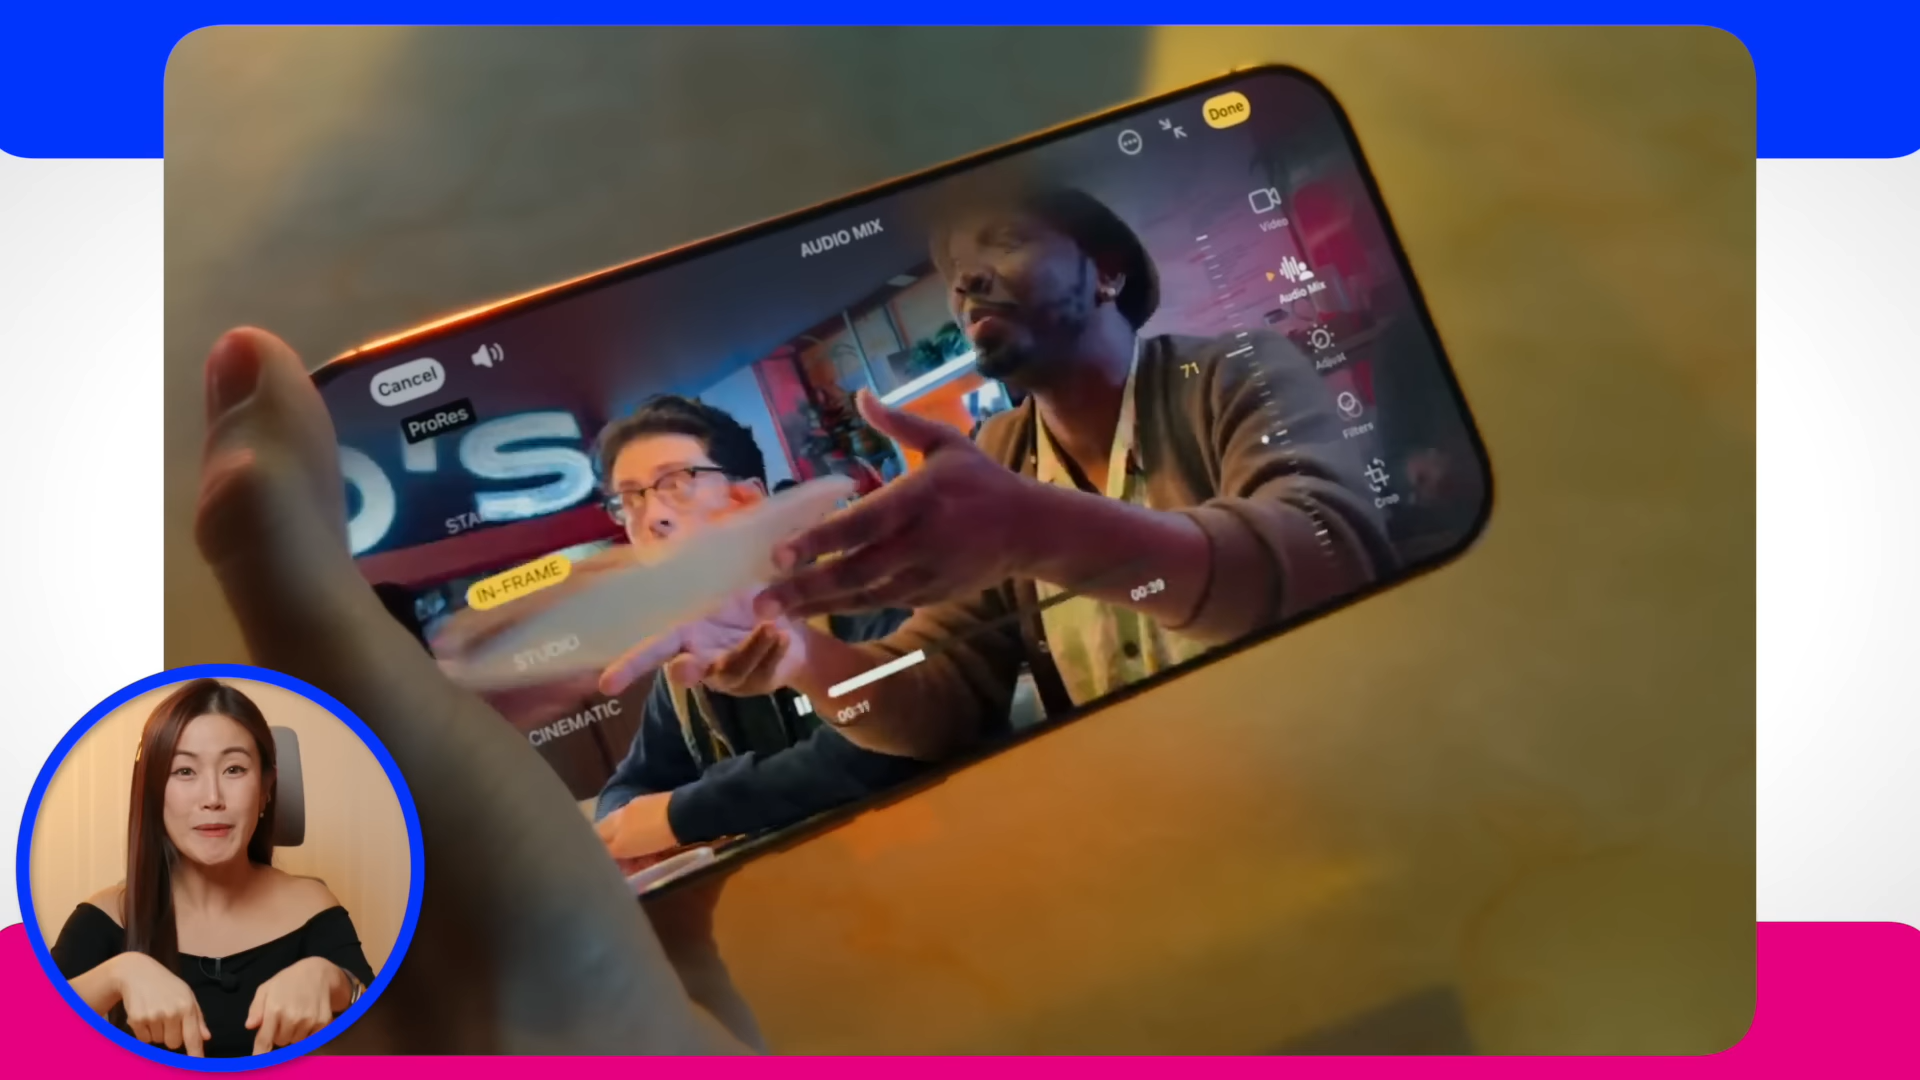 Done
AUDIO MIX
Video
Audio Mix
Cancel
ProRes
71
Adjust
Filters
Crop
O'S
IN-FRAME
STUDIO
CINEMATIC
00:39
00:11